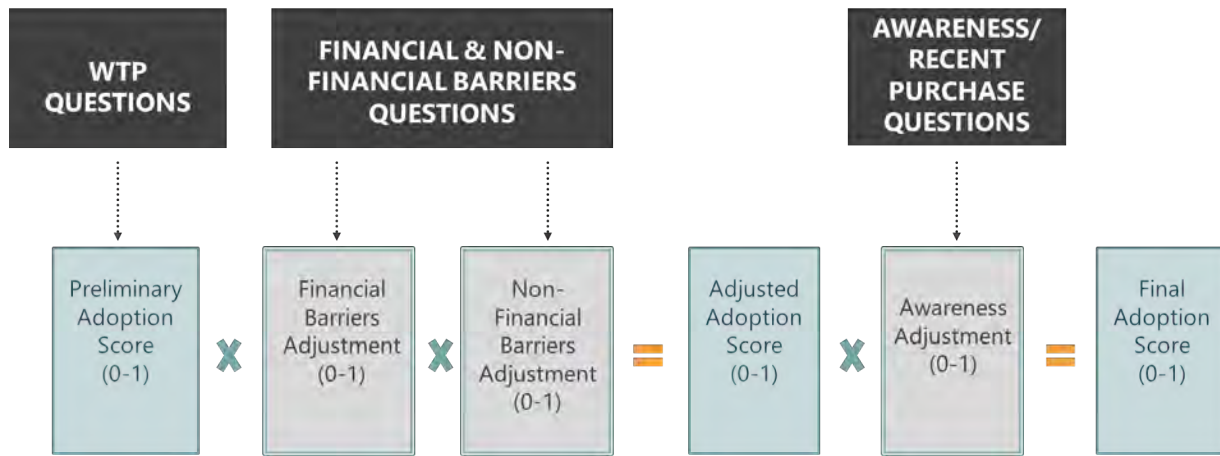 WTP
QUESTIONS
FINANCIAL & NON-
FINANCIAL BARRIERS
QUESTIONS
AWARENESS/
RECENT
PURCHASE
QUESTIONS
Preliminary
Adoption
Score
(0-1)
Financial
Barriers
Adjustment
(0-1)
Non-
Financial
Barriers
Adjustment
(0-1)
Adjusted
Adoption
Score
(0-1)
Awareness
Adjustment
(0-1)
Final
Adoption
Score
(0-1)